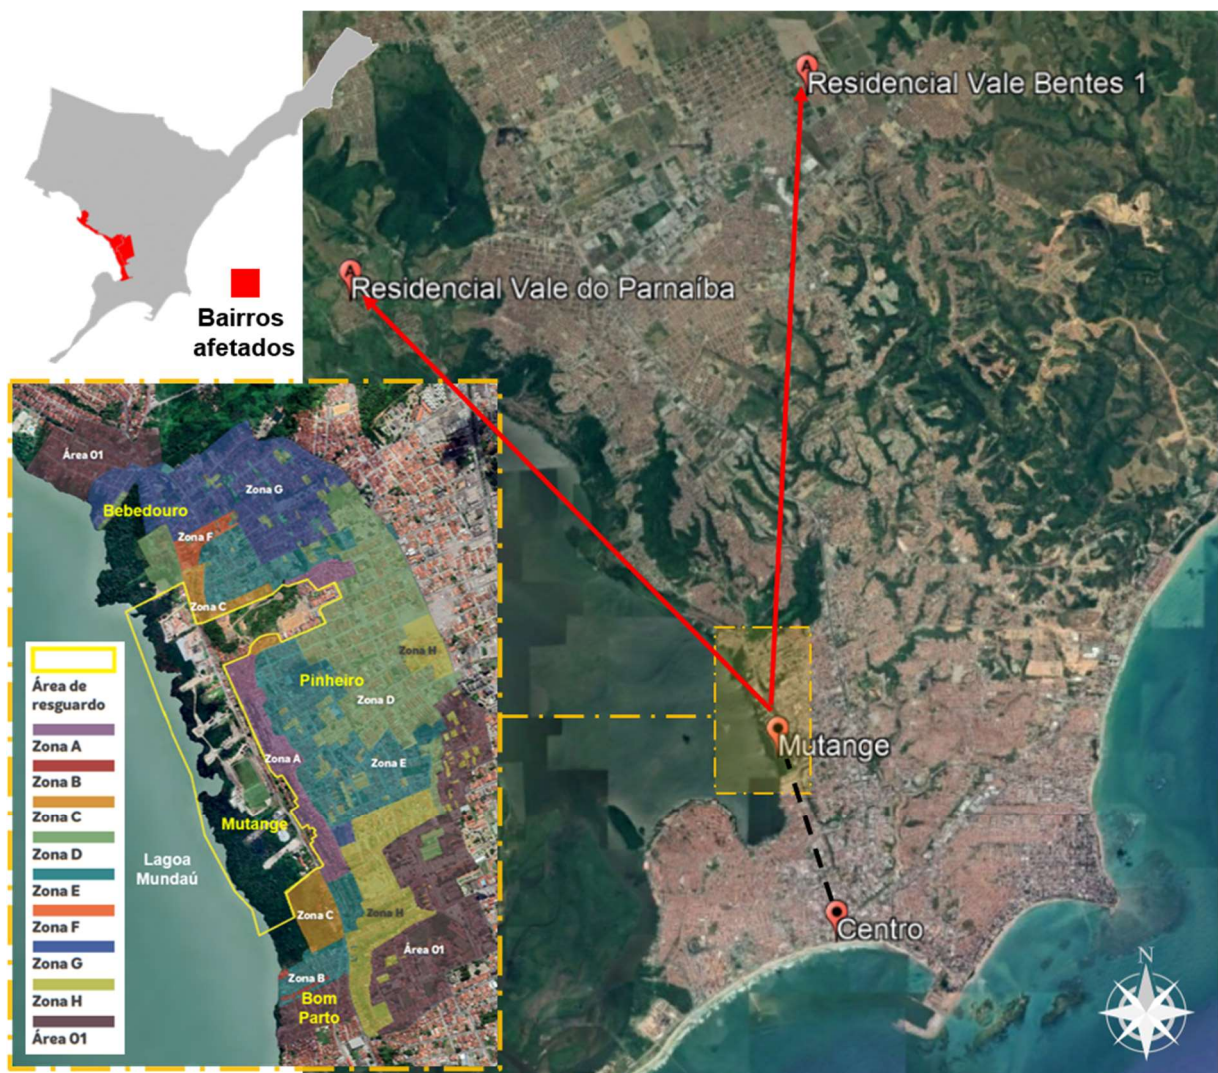 Residencial Vale Bentes 1
A
Residencial Vale do Parnaíba
A
Bairros
afetados
Mutange
Centro
N
Área 01
Zona G
Bebedouro
Zona F
Zona C
Zona H
Pinheiro
Zona D
Zona A
Zona E
Mutange
Lagoa
Mundaú
Zona C
Zona H
Área 01
Zona B
Bom
Parto
Área de
resguardo
Zona A
Zona B
Zona C
Zona D
Zona E
Zona F
Zona G
Zona H
Área 01